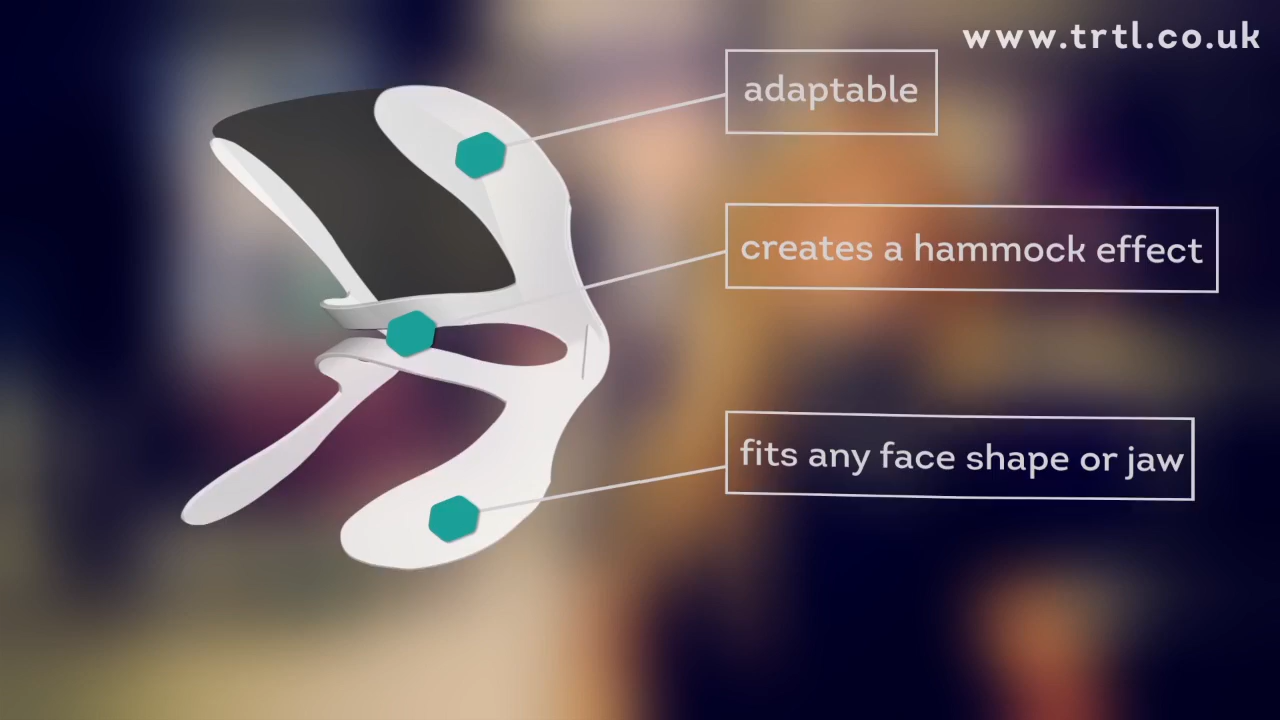 www.trtl.co.uk
adaptable
creates a hammock effect
fits any face shape or jaw